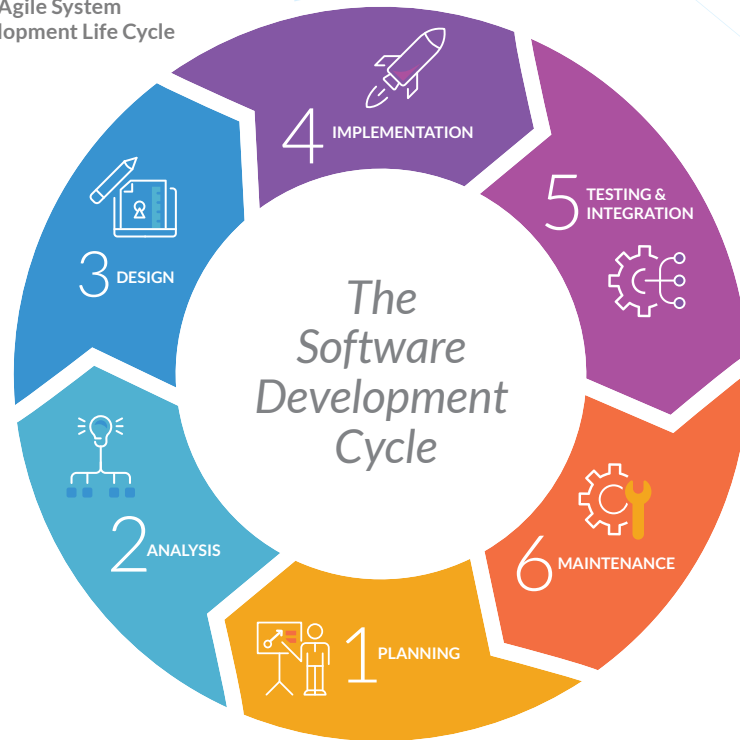 Agile System
lopment Life Cycle
4 IMPLEMENTATION
5 TESTING &
INTEGRATION
3 DESIGN
The
Software
Development
Cycle
2 ANALYSIS
6 MAINTENANCE
1 PLANNING